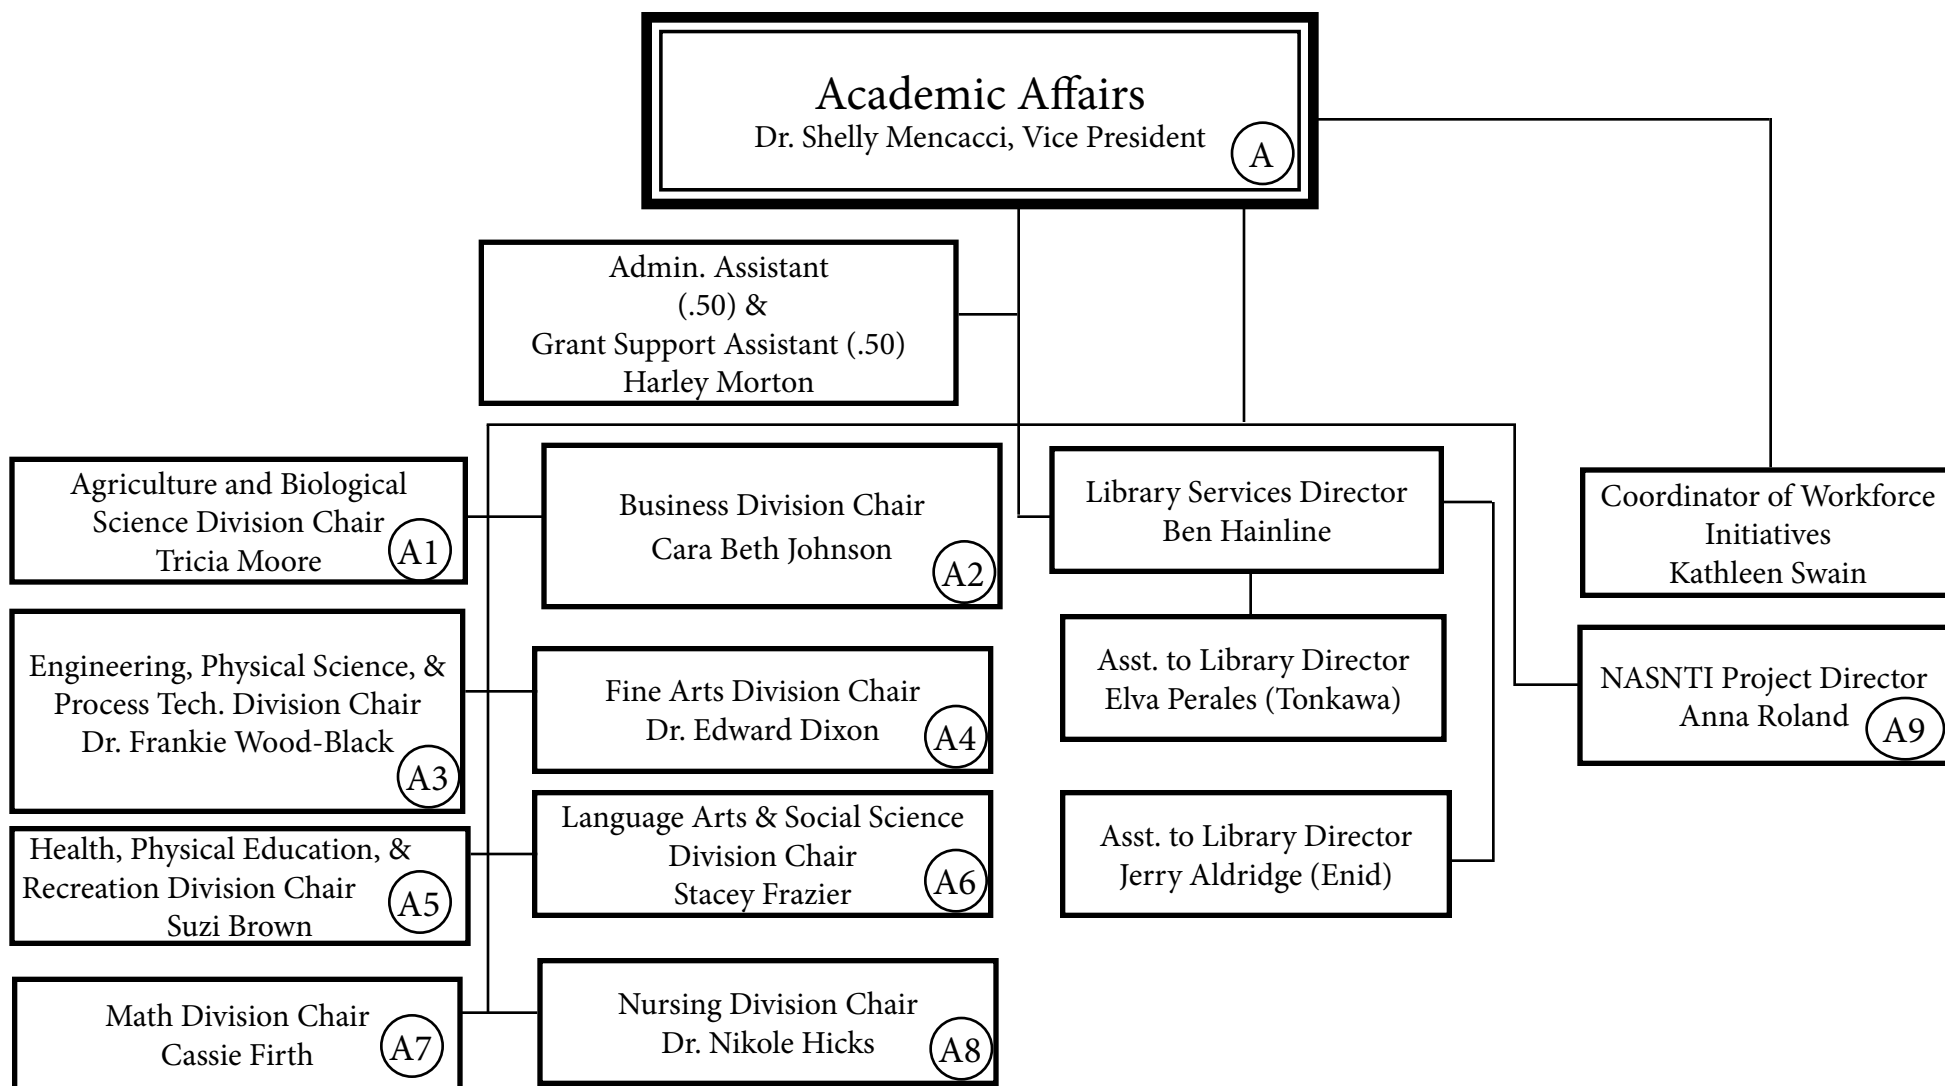 Academic Affairs
Dr. Shelly Mencacci, Vice President
A
Admin. Assistant
(.50) &
Grant Support Assistant (.50)
Harley Morton
Agriculture and Biological
Science Division Chair
Tricia Moore
A1
Business Division Chair
Cara Beth Johnson
A2
Library Services Director
Ben Hainline
Coordinator of Workforce
Initiatives
Kathleen Swain
Engineering, Physical Science, &
Process Tech. Division Chair
Dr. Frankie Wood-Black
A3
Fine Arts Division Chair
Dr. Edward Dixon
A4
Asst. to Library Director
Elva Perales (Tonkawa)
NASNTI Project Director
Anna Roland
A9
Health, Physical Education, &
Recreation Division Chair
Suzi Brown
A5
Language Arts & Social Science
Division Chair
Stacey Frazier
A6
Asst. to Library Director
Jerry Aldridge (Enid)
Math Division Chair
Cassie Firth
A7
Nursing Division Chair
Dr. Nikole Hicks
A8